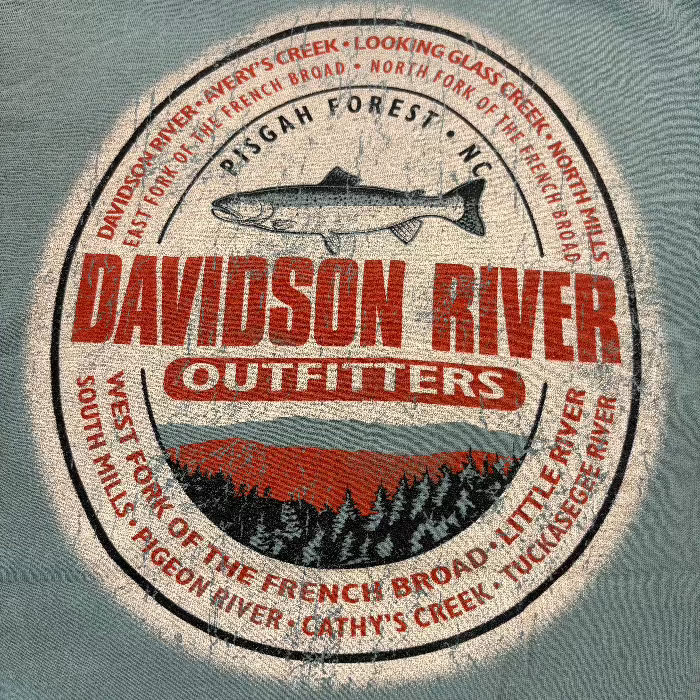 DAVIDSON RIVER • AVERY'S CREEK • LOOKING GLASS CREEK • NORTH MILLS
EAST FORK OF THE FRENCH BROAD • NORTH FORK OF THE FRENCH BROAD
PISGAH FOREST • NC
DAVIDSON RIVER
OUTFITTERS
WEST FORK OF THE FRENCH BROAD • LITTLE RIVER
SOUTH MILLS • PIGEON RIVER • CATHY'S CREEK • TUCKASEGEE RIVER